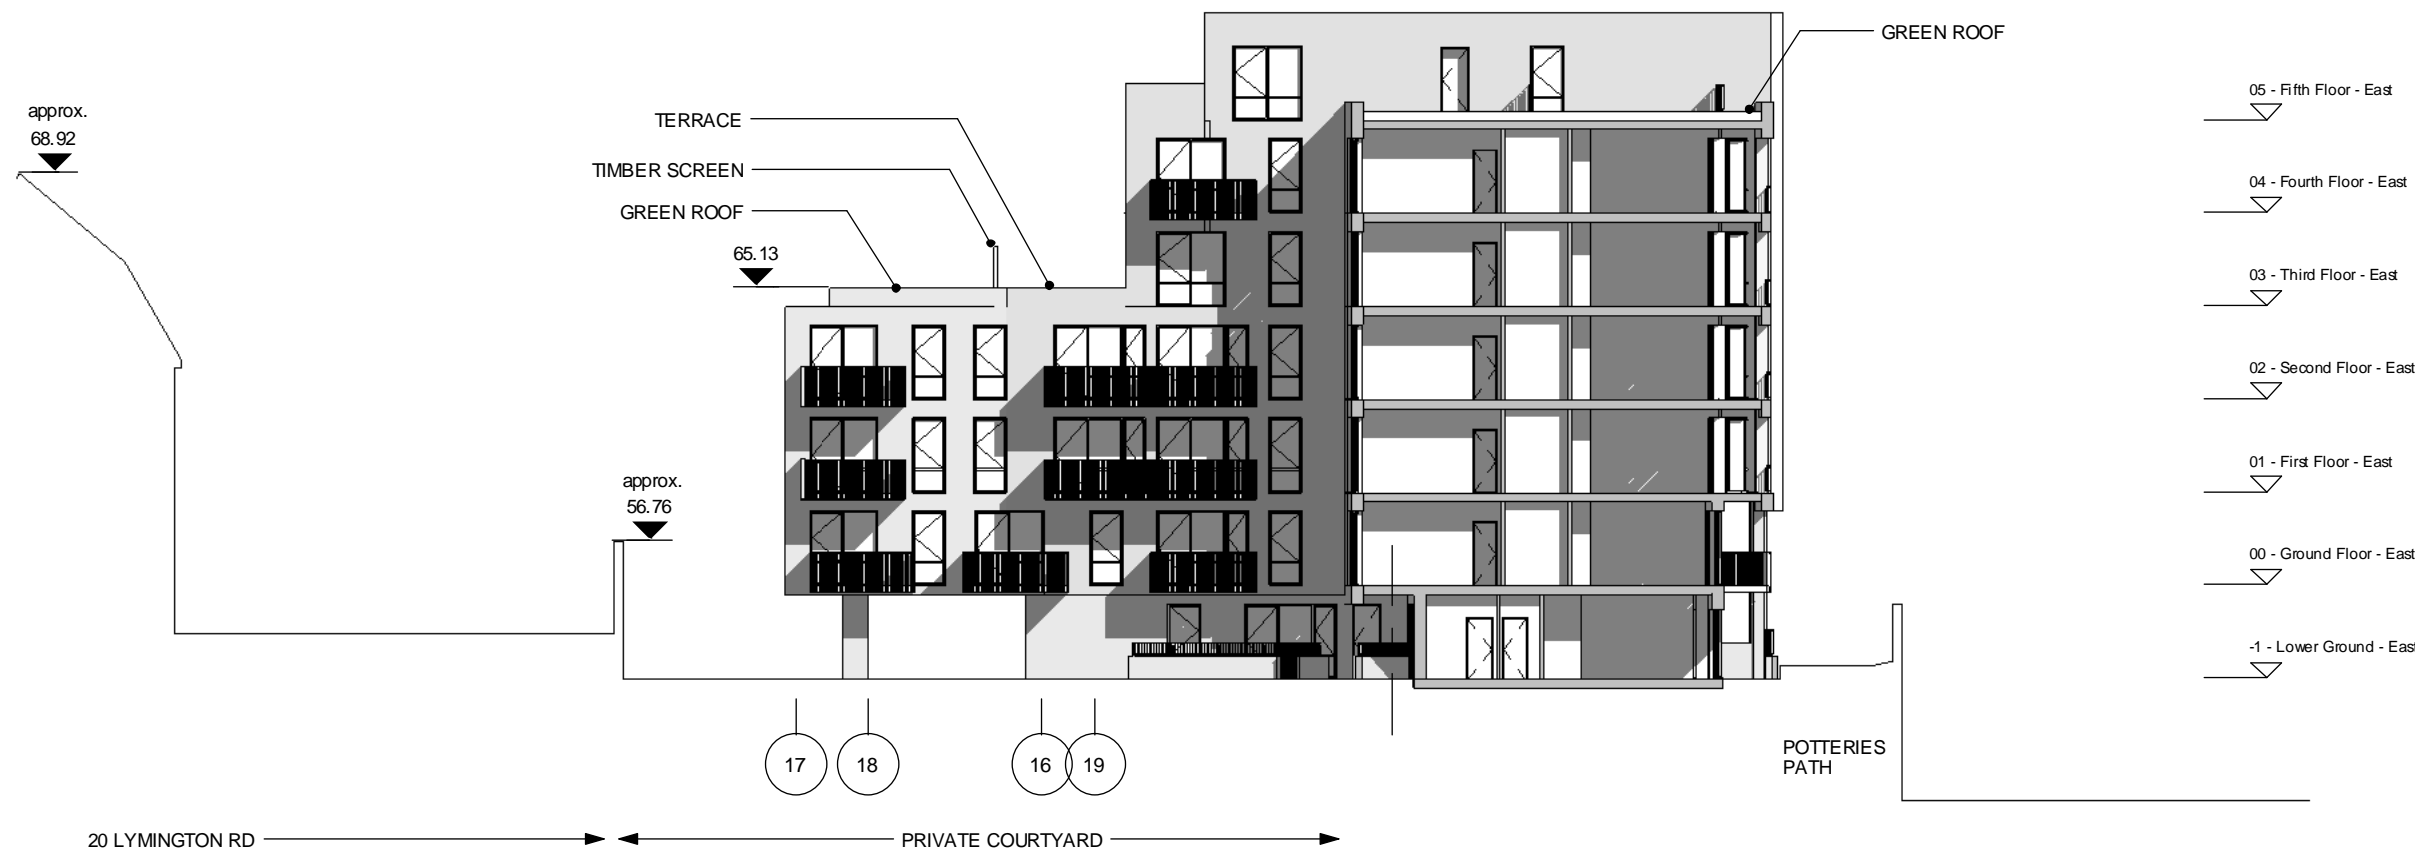 GREEN ROOF
05 - Fifth Floor - East
approx.
68.92
TERRACE
TIMBER SCREEN
04 - Fourth Floor - East
GREEN ROOF
65.13
03 - Third Floor - East
02 - Second Floor - East
01 - First Floor - East
approx.
56.76
00 - Ground Floor - East
-1 - Lower Ground - East
17
18
16
19
POTTERIES
PATH
20 LYMINGTON RD
PRIVATE COURTYARD